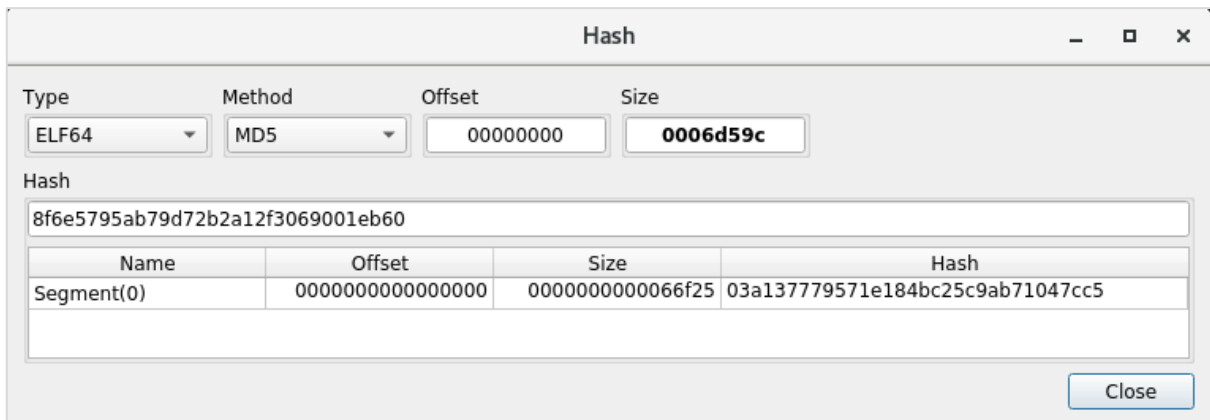 Hash
Type Method Offset Size
ELF64 MD5 00000000 0006d59c
Hash
8f6e5795ab79d72b2a12f3069001eb60
Name Offset Size Hash
Segment(0) 0000000000000000 0000000000066f25 03a137779571e184bc25c9ab71047cc5
Close